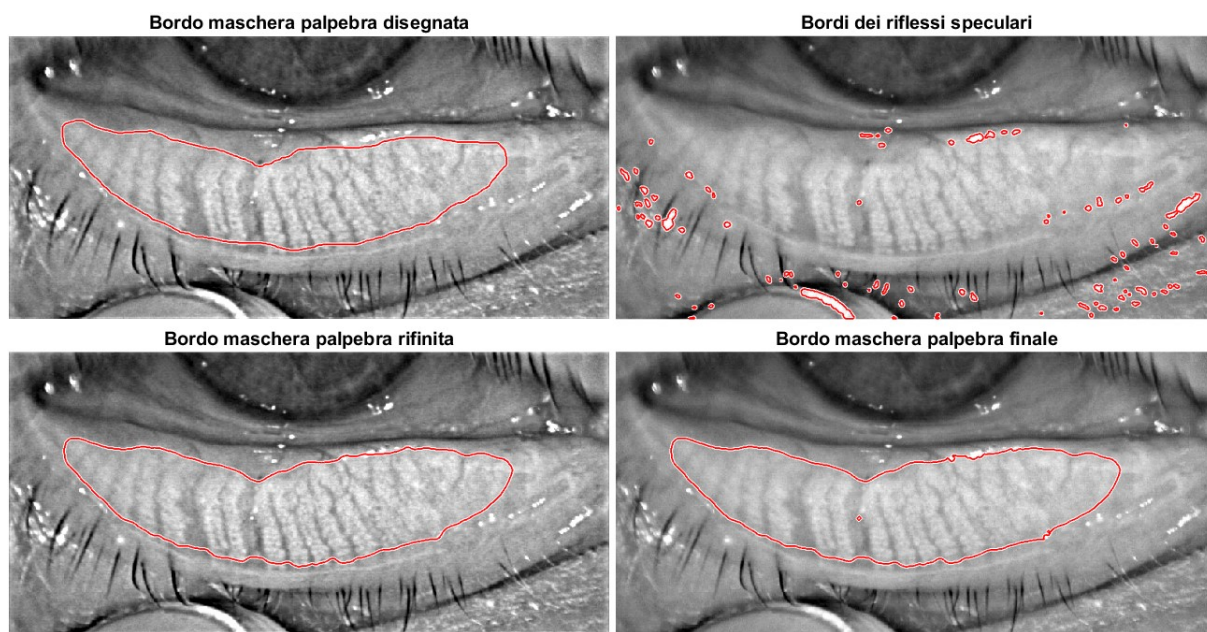 Bordo maschera palpebra disegnata
Bordi dei riflessi speculari
Bordo maschera palpebra rifinita
Bordo maschera palpebra finale